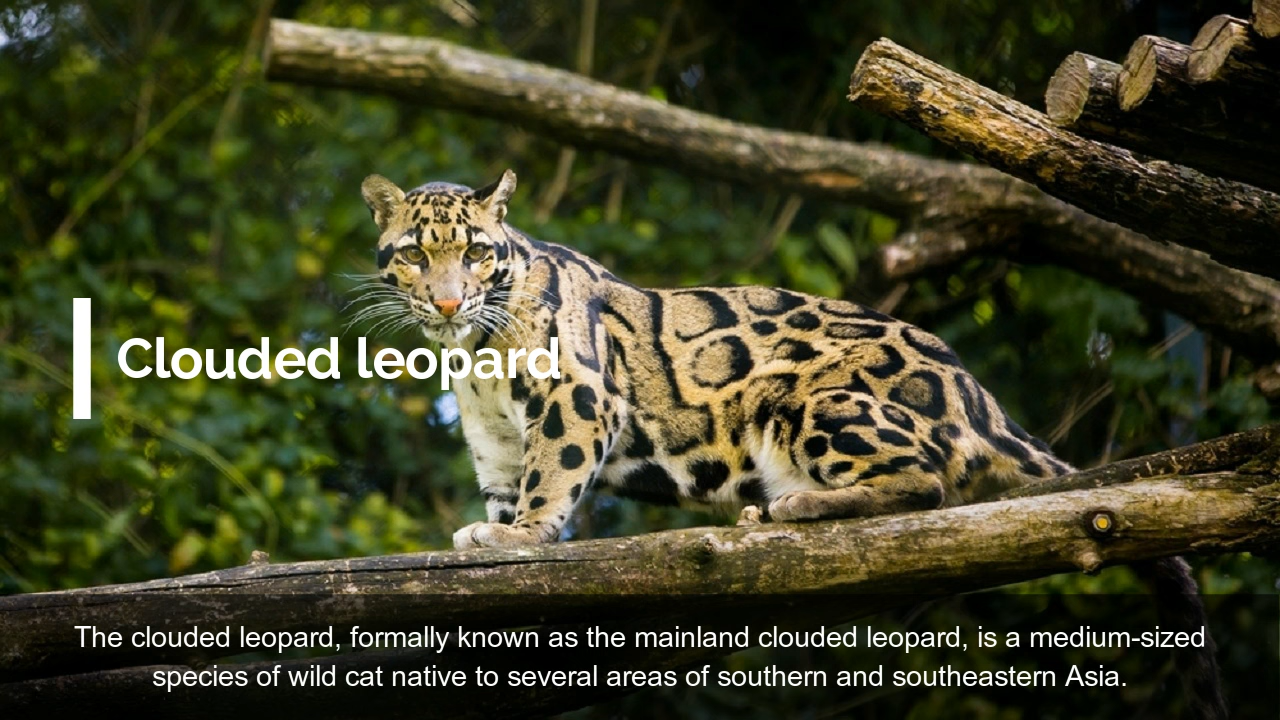 Clouded leopard
The clouded leopard, formally known as the mainland clouded leopard, is a medium-sized
species of wild cat native to several areas of southern and southeastern Asia.